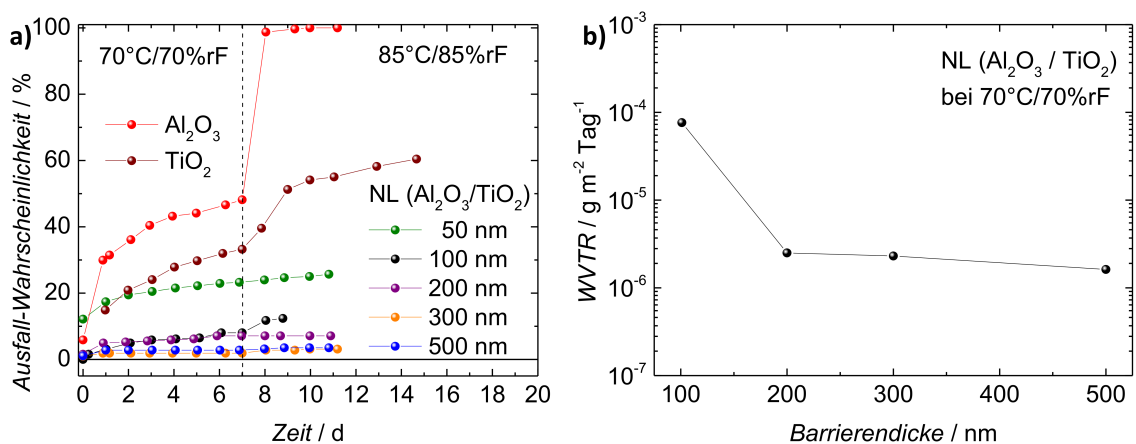 a)
Ausfall-Wahrscheinlichkeit / %
100
80
60
40
20
0
70°C/70%rF
85°C/85%rF
Al₂O₃
TiO₂
NL (Al₂O₃/TiO₂)
50 nm
100 nm
200 nm
300 nm
500 nm
0 2 4 6 8 10 12 14 16 18 20
Zeit / d
b)
WVTR / g m⁻² Tag⁻¹
10⁻³
10⁻⁴
10⁻⁵
10⁻⁶
10⁻⁷
NL (Al₂O₃ / TiO₂)
bei 70°C/70%rF
100 200 300 400 500
Barrierendicke / nm